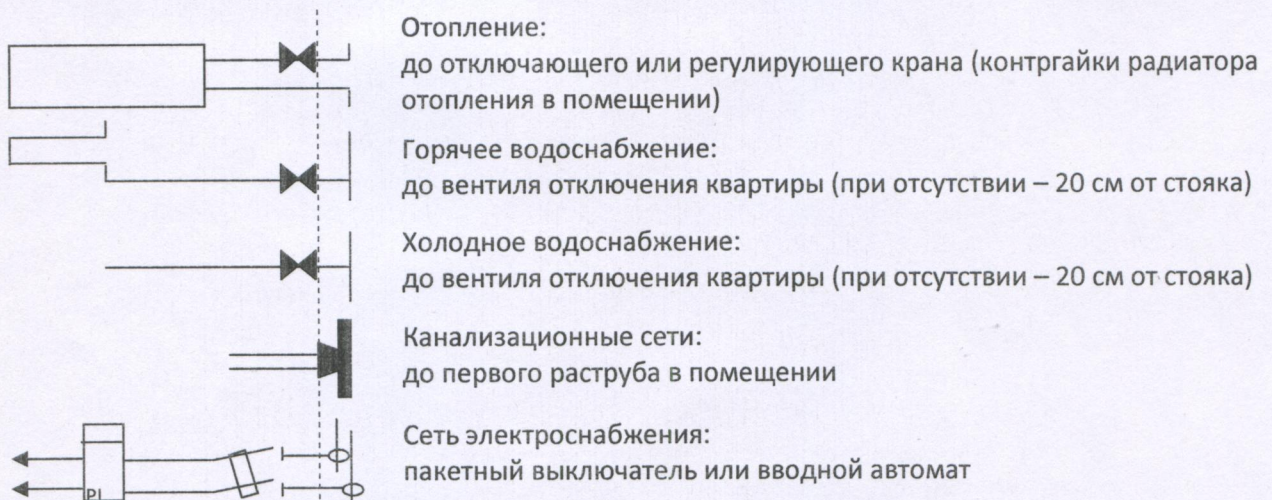 Отопление:
до отключающего или регулирующего крана (контргайки радиатора
отопления в помещении)
Горячее водоснабжение:
до вентиля отключения квартиры (при отсутствии – 20 см от стояка)
Холодное водоснабжение:
до вентиля отключения квартиры (при отсутствии – 20 см от стояка)
Канализационные сети:
до первого раструба в помещении
Сеть электроснабжения:
пакетный выключатель или вводной автомат
PI